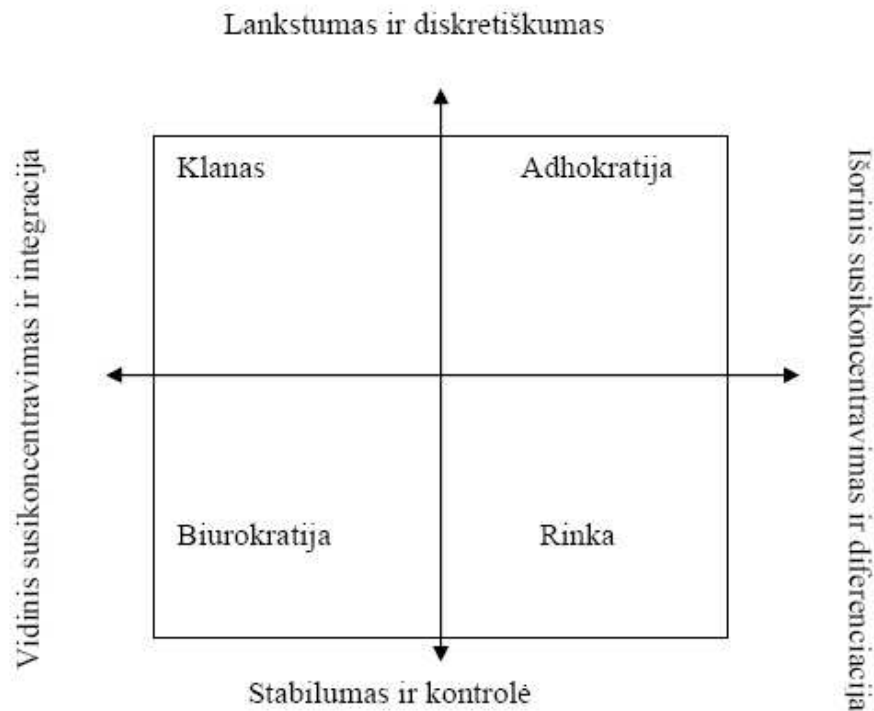 Lankstumas ir diskretiškumas
Vidinis susikoncentravimas ir integracija
Klanas
Adhokratija
Išorinis susikoncentravimas ir diferenciacija
Biurokratija
Rinka
Stabilumas ir kontrolė